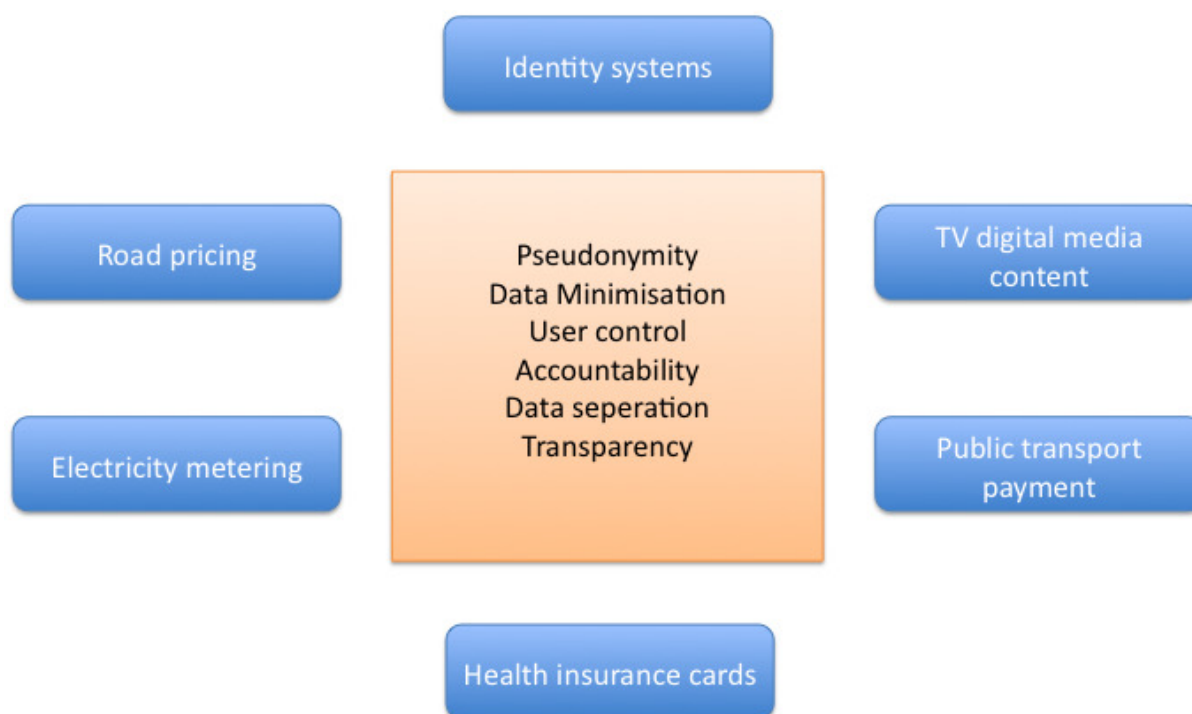 Identity systems
Road pricing
Pseudonymity
Data Minimisation
User control
Accountability
Data seperation
Transparency
TV digital media
content
Electricity metering
Public transport
payment
Health insurance cards